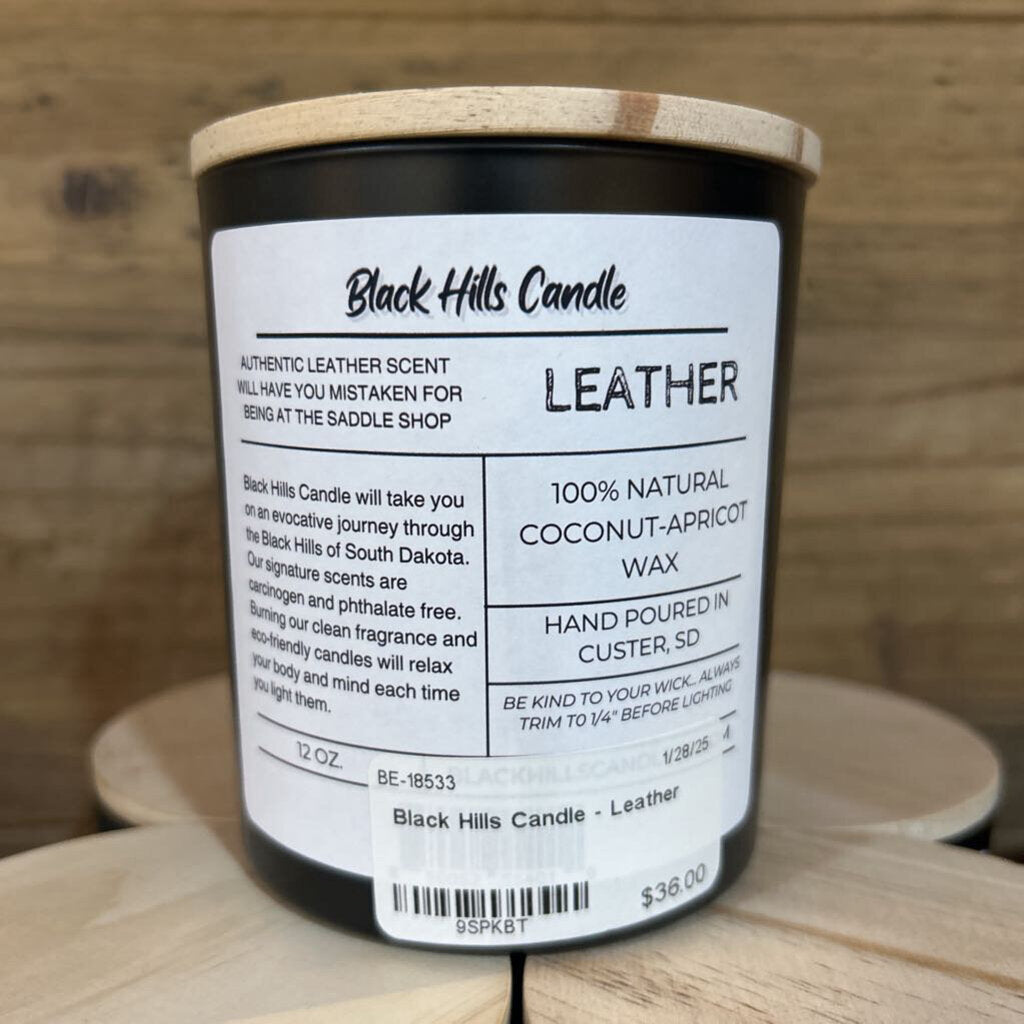 Black Hills Candle
AUTHENTIC LEATHER SCENT
WILL HAVE YOU MISTAKEN FOR
BEING AT THE SADDLE SHOP
LEATHER
Black Hills Candle will take you
on an evocative journey through
the Black Hills of South Dakota.
Our signature scents are
carcinogen and phthalate free.
Burning our clean fragrance and
eco-friendly candles will relax
your body and mind each time
you light them.
100% NATURAL
COCONUT-APRICOT
WAX
HAND POURED IN
CUSTER, SD
BE KIND TO YOUR WICK... ALWAYS
TRIM TO 1/4" BEFORE LIGHTING
12 OZ.
BE-18533
1/28/25
Black Hills Candle - Leather
$36.00
9SPKBT